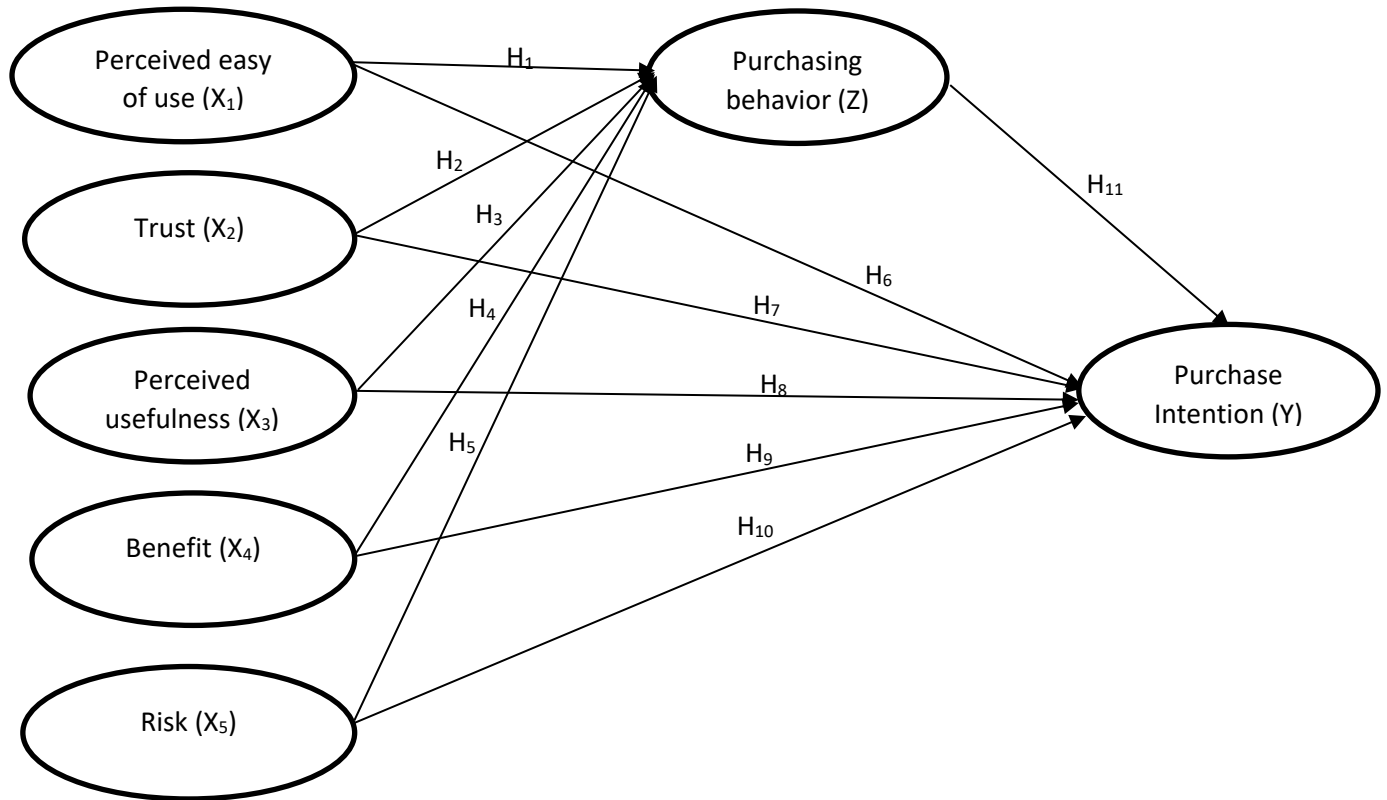 Perceived easy
of use (X₁)
H₁
Purchasing
behavior (Z)
H₂
H₁₁
Trust (X₂)
H₃
H₆
H₄
H₇
Perceived
usefulness (X₃)
H₈
Purchase
Intention (Y)
H₅
H₉
Benefit (X₄)
H₁₀
Risk (X₅)